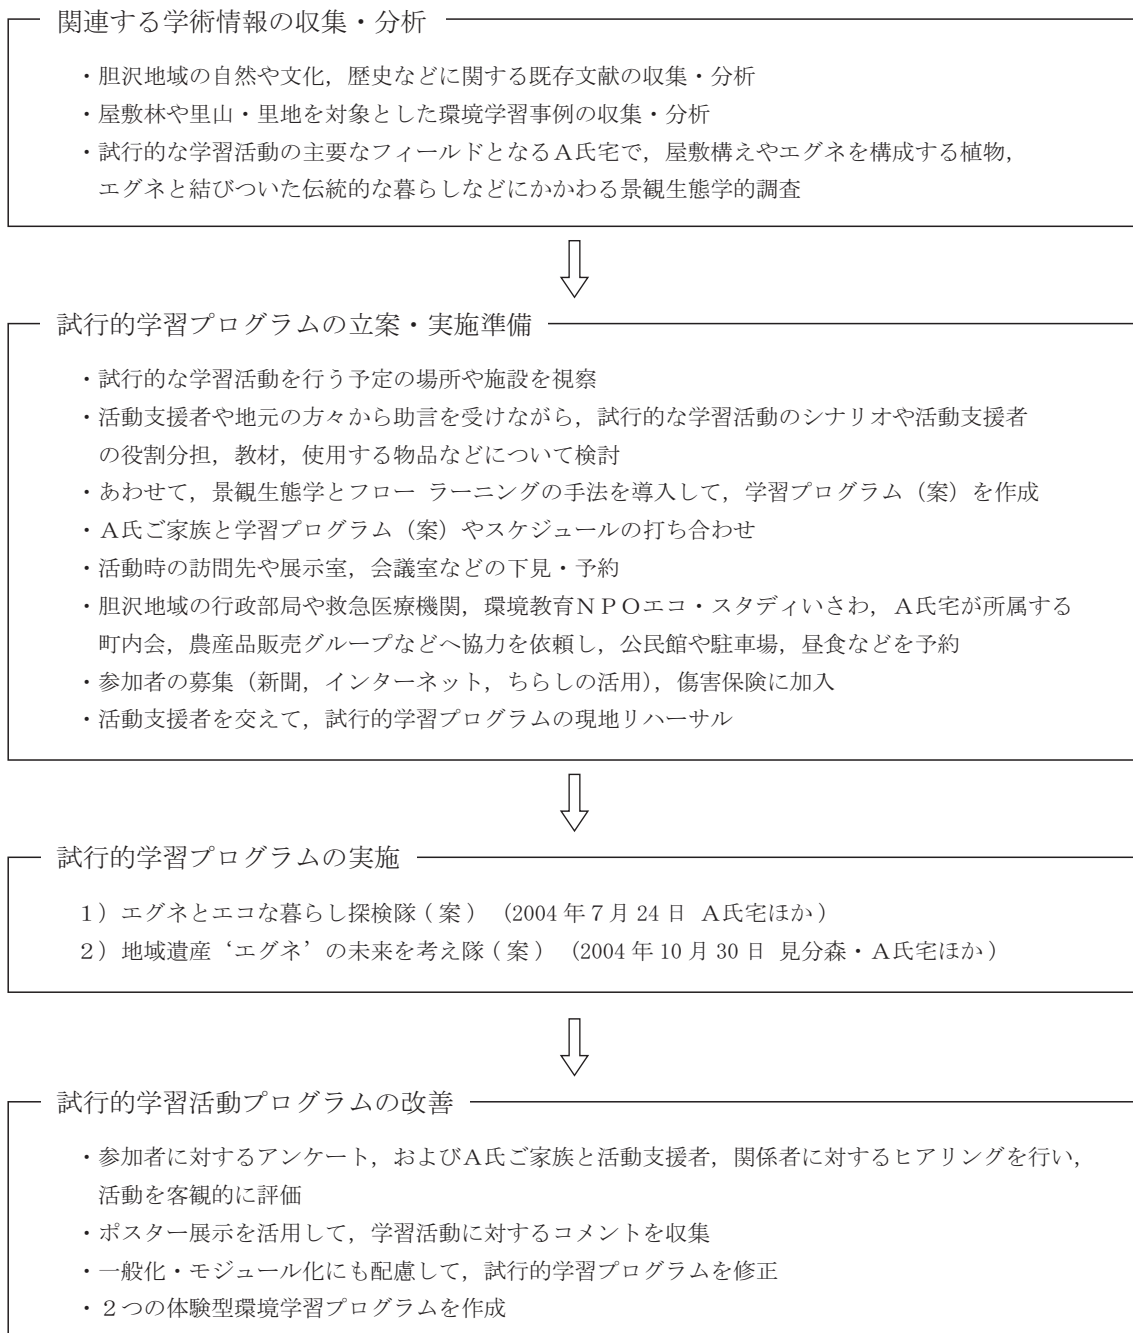 関連する学術情報の収集・分析
・胆沢地域の自然や文化，歴史などに関する既存文献の収集・分析
・屋敷林や里山・里地を対象とした環境学習事例の収集・分析
・試行的な学習活動の主要なフィールドとなるＡ氏宅で，屋敷構えやエグネを構成する植物，
エグネと結びついた伝統的な暮らしなどにかかわる景観生態学的調査
試行的学習プログラムの立案・実施準備
・試行的な学習活動を行う予定の場所や施設を視察
・活動支援者や地元の方々から助言を受けながら，試行的な学習活動のシナリオや活動支援者
の役割分担，教材，使用する物品などについて検討
・あわせて，景観生態学とフロー ラーニングの手法を導入して，学習プログラム（案）を作成
・Ａ氏ご家族と学習プログラム（案）やスケジュールの打ち合わせ
・活動時の訪問先や展示室，会議室などの下見・予約
・胆沢地域の行政部局や救急医療機関，環境教育ＮＰＯエコ・スタディいさわ，Ａ氏宅が所属する
町内会，農産品販売グループなどへ協力を依頼し，公民館や駐車場，昼食などを予約
・参加者の募集（新聞，インターネット，ちらしの活用），傷害保険に加入
・活動支援者を交えて，試行的学習プログラムの現地リハーサル
試行的学習プログラムの実施
１）エグネとエコな暮らし探検隊（案）（2004年７月24日 Ａ氏宅ほか）
２）地域遺産‘エグネ’の未来を考え隊（案）（2004年10月30日 見分森・Ａ氏宅ほか）
試行的学習活動プログラムの改善
・参加者に対するアンケート，およびＡ氏ご家族と活動支援者，関係者に対するヒアリングを行い，
活動を客観的に評価
・ポスター展示を活用して，学習活動に対するコメントを収集
・一般化・モジュール化にも配慮して，試行的学習プログラムを修正
・２つの体験型環境学習プログラムを作成